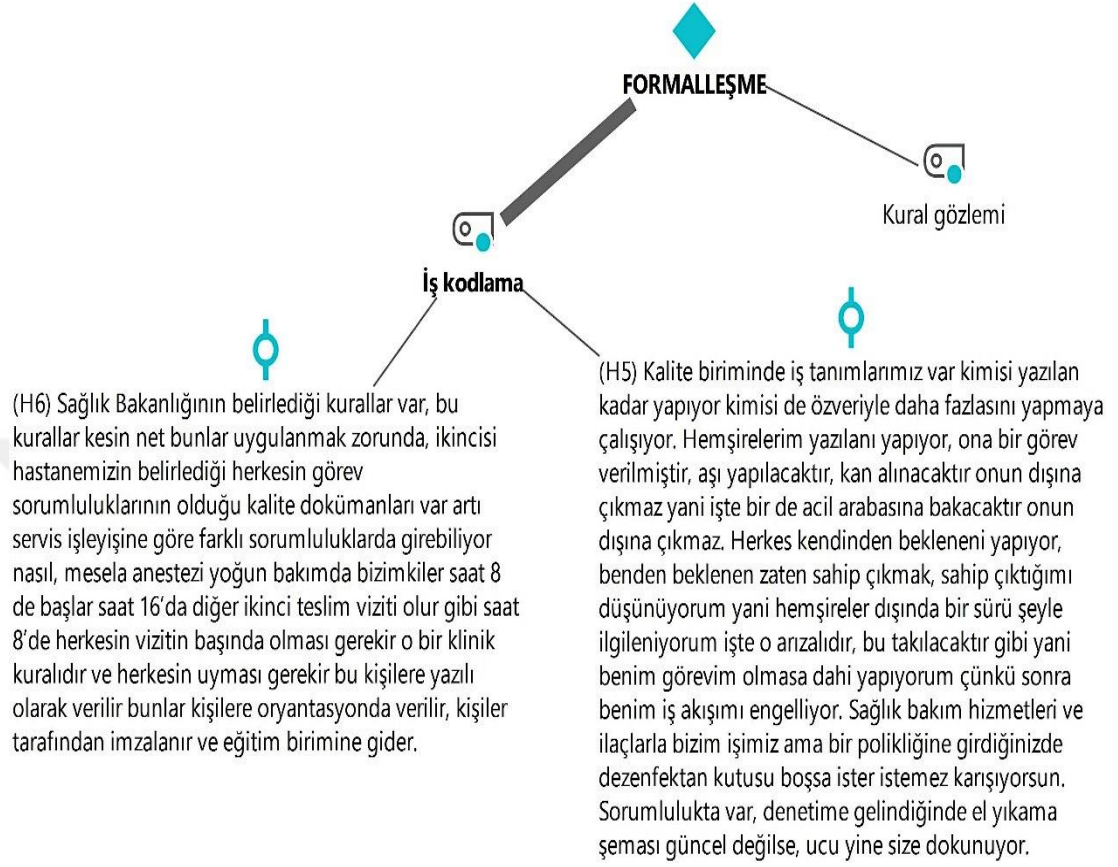 FORMALLEŞME
Kural gözlemi
İş kodlama
(H6) Sağlık Bakanlığının belirlediği kurallar var, bu
kurallar kesin net bunlar uygulanmak zorunda, ikincisi
hastanemizin belirlediği herkesin görev
sorumluluklarının olduğu kalite dokümanları var artı
servis işleyişine göre farklı sorumluluklarda girebiliyor
nasıl, mesela anestezi yoğun bakımda bizimkiler saat 8
de başlar saat 16’da diğer ikinci teslim viziti olur gibi saat
8’de herkesin vizitin başında olması gerekir o bir klinik
kuralıdır ve herkesin uyması gerekir bu kişilere yazılı
olarak verilir bunlar kişilere oryantasyonda verilir, kişiler
tarafından imzalanır ve eğitim birimine gider.
(H5) Kalite biriminde iş tanımlarımız var kimisi yazılan
kadar yapıyor kimisi de özveriyle daha fazlasını yapmaya
çalışıyor. Hemşirelerim yazılanı yapıyor, ona bir görev
verilmiştir, aşı yapılacaktır, kan alınacaktır onun dışına
çıkmaz yani işte bir de acil arabasına bakacaktır onun
dışına çıkmaz. Herkes kendinden bekleneni yapıyor,
benden beklenen zaten sahip çıkmak, sahip çıktığımı
düşünüyorum yani hemşireler dışında bir sürü şeyle
ilgileniyorum işte o arızalıdır, bu takılacaktır gibi yani
benim görevim olmasa dahi yapıyorum çünkü sonra
benim iş akışımı engelliyor. Sağlık bakım hizmetleri ve
ilaçlarla bizim işimiz ama bir polikliğine girdiğinizde
dezenfektan kutusu boşsa ister istemez karışıyorsun.
Sorumlulukta var, denetime gelindiğinde el yıkama
şeması güncel değilse, ucu yine size dokunuyor.